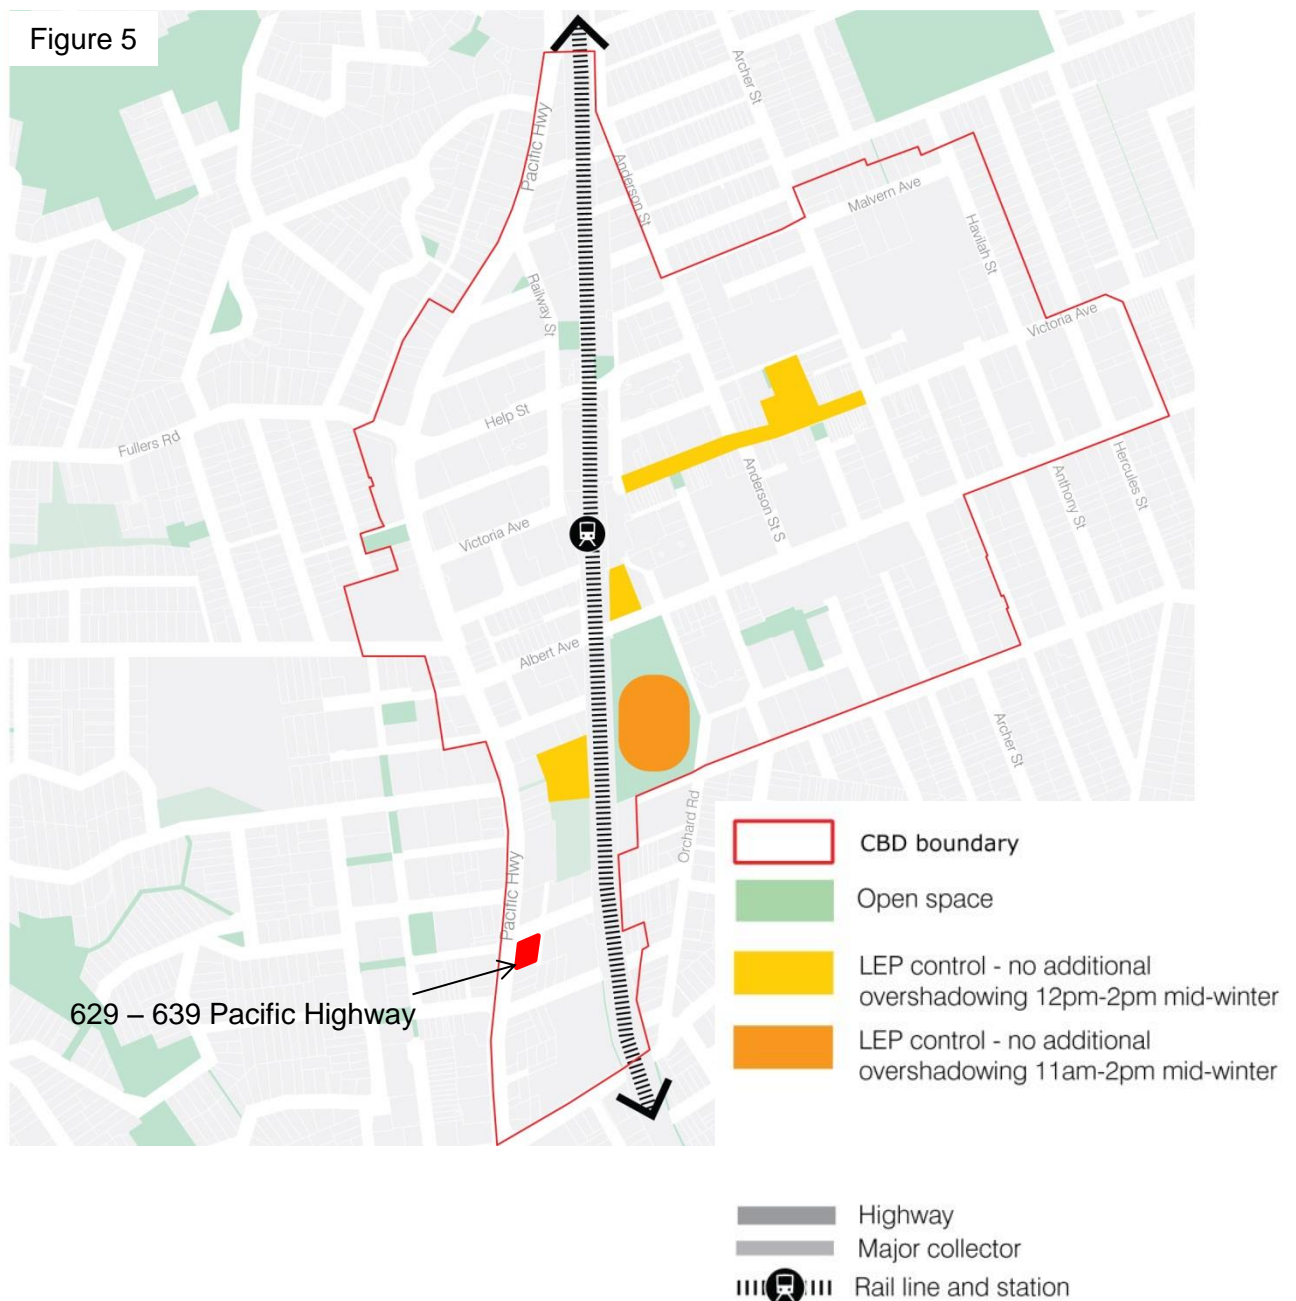 Figure 5
Pacific Hwy
Archer St
Anderson St
Malvern Ave
Havilah St
Railway St
Victoria Ave
Help St
Fullers Rd
Anderson St S
Anthony St
Hercules St
Victoria Ave
Albert Ave
Archer St
Orchard Rd
Pacific Hwy
629 – 639 Pacific Highway
CBD boundary
Open space
LEP control - no additional
overshadowing 12pm-2pm mid-winter
LEP control - no additional
overshadowing 11am-2pm mid-winter
Highway
Major collector
Rail line and station